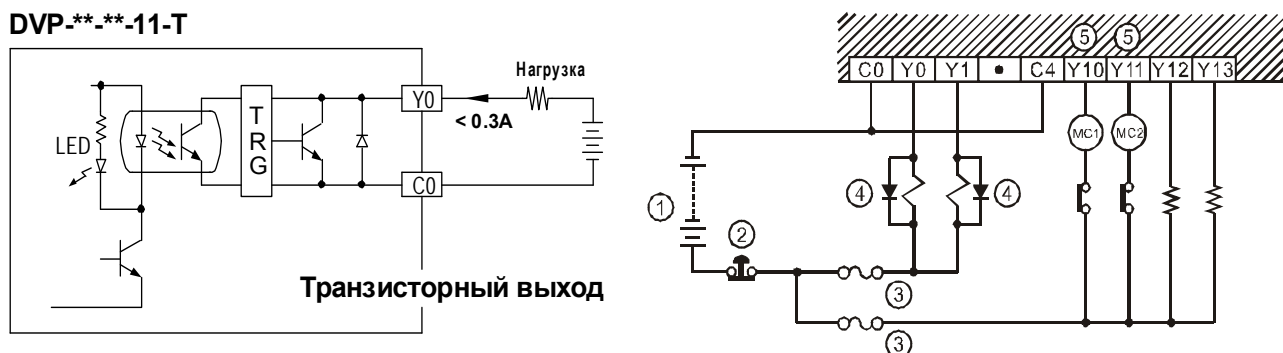 DVP-**-**-11-T
LED
T
R
G
Y0
C0
Нагрузка
< 0.3A
Транзисторный выход
5 5
C0 Y0 Y1 • C4 Y10 Y11 Y12 Y13
MC1 MC2
4 4
1
2
3
3